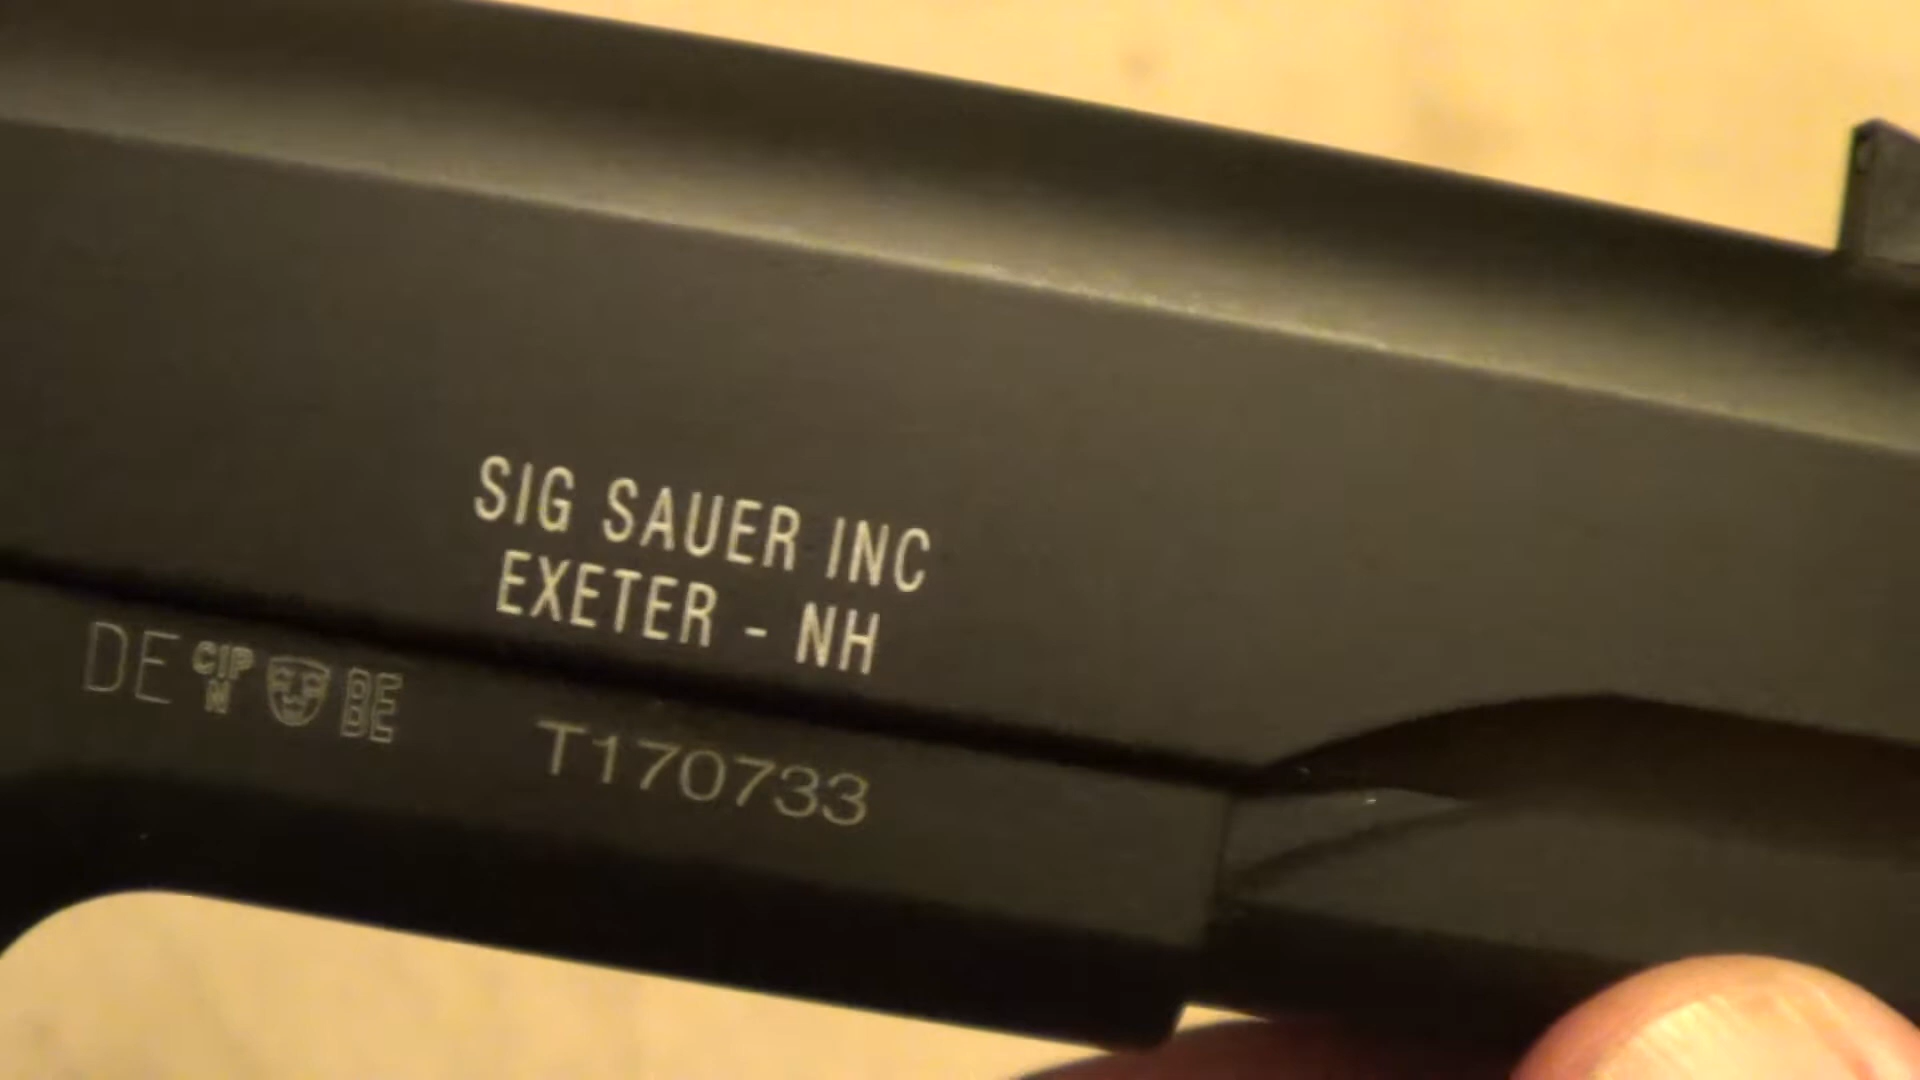 SIG SAUER INC
EXETER - NH
DE CIP N BE
T170733